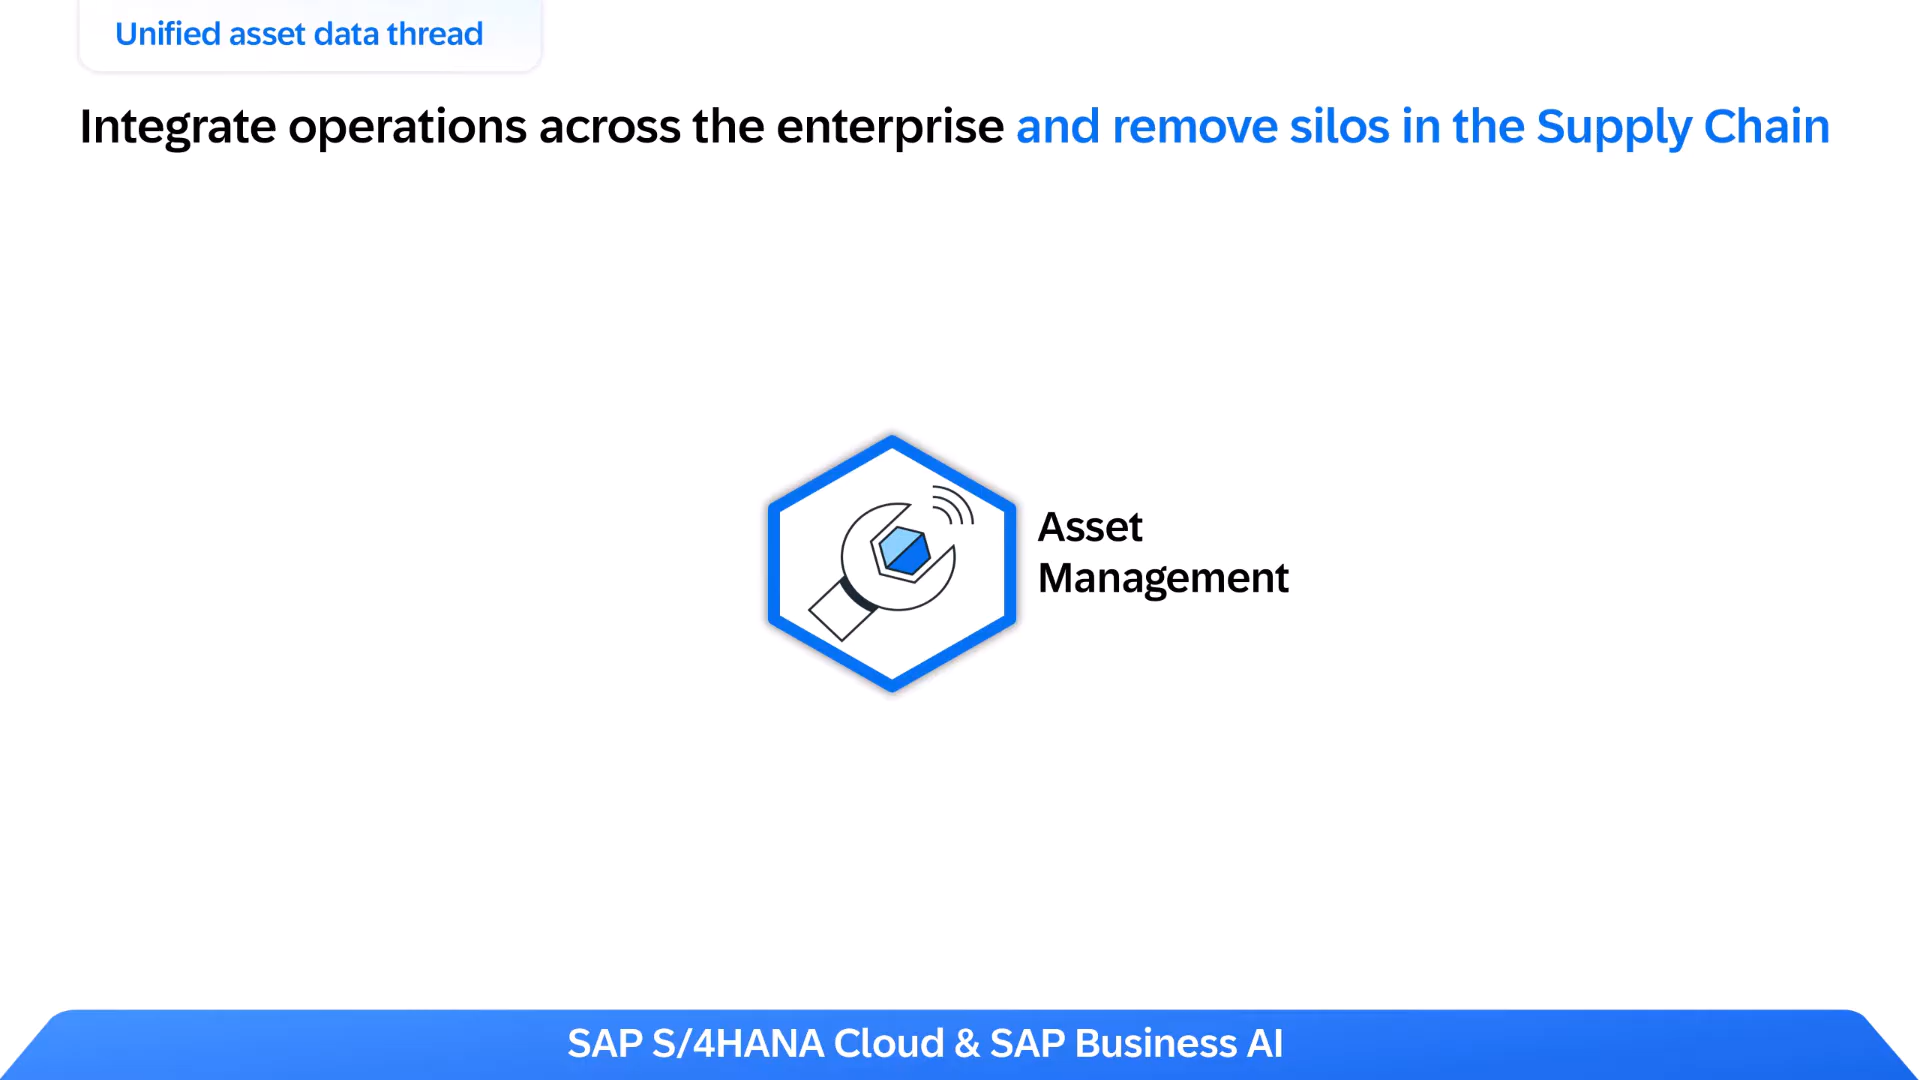 Unified asset data thread
Integrate operations across the enterprise and remove silos in the Supply Chain
Asset
Management
SAP S/4HANA Cloud & SAP Business AI